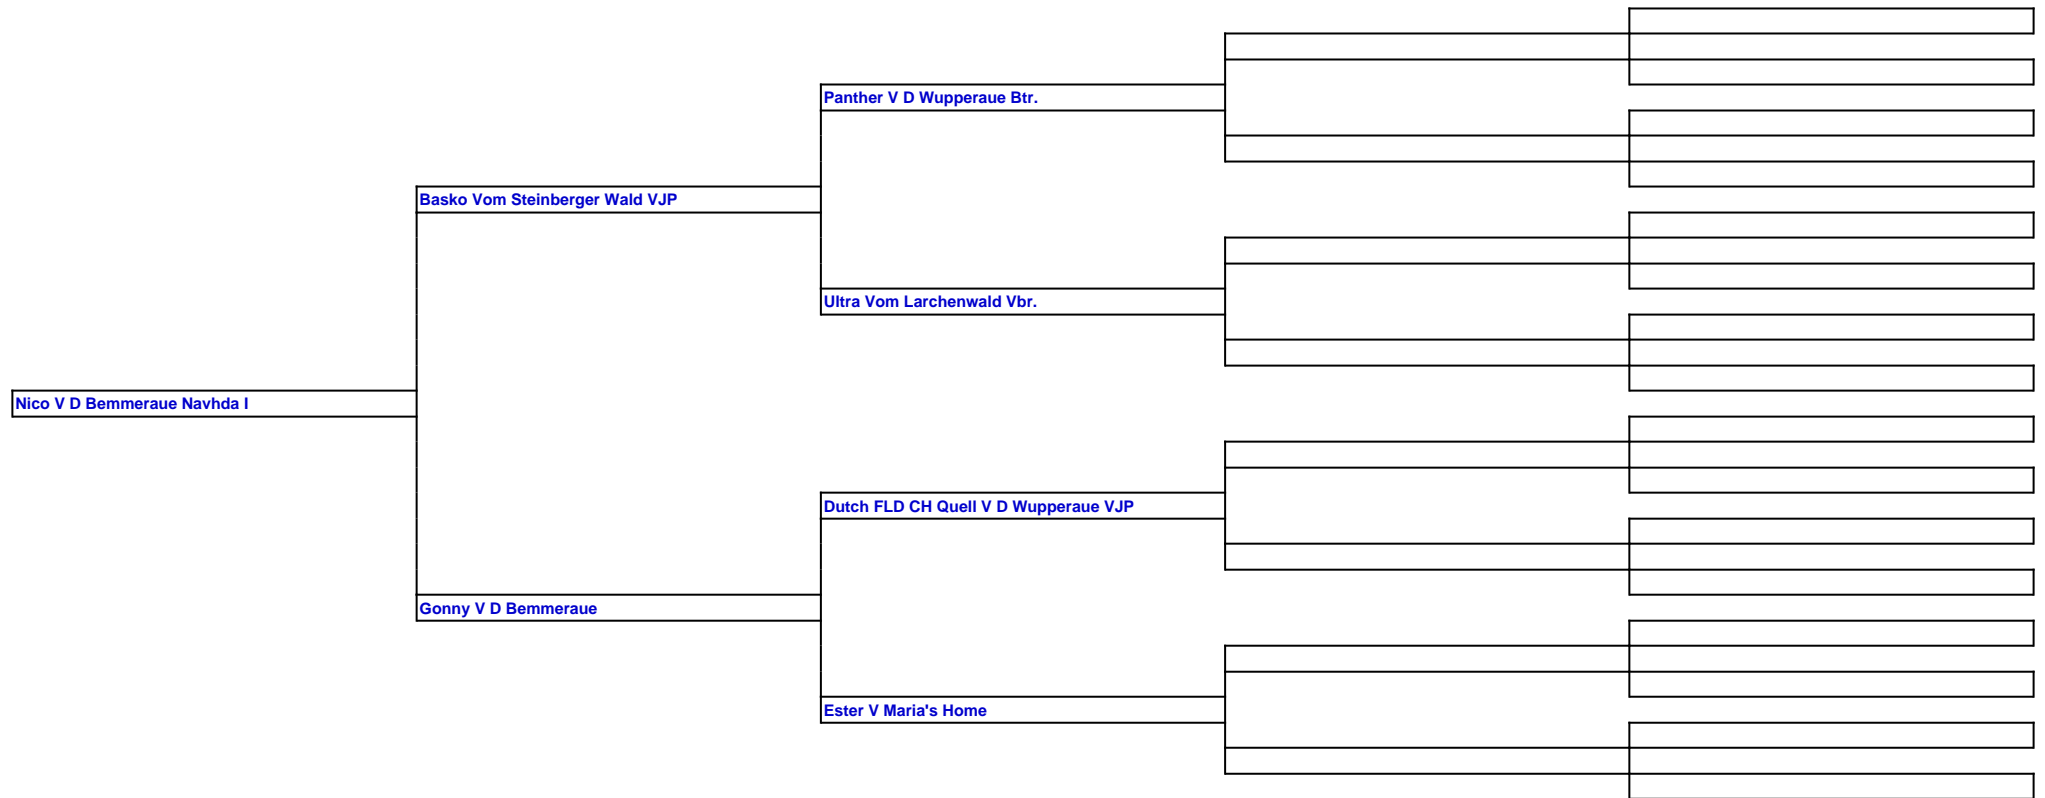 Panther V D Wupperaue Btr.
Basko Vom Steinberger Wald VJP
Ultra Vom Larchenwald Vbr.
Nico V D Bemmeraue Navhda I
Dutch FLD CH Quell V D Wupperaue VJP
Gonny V D Bemmeraue
Ester V Maria's Home